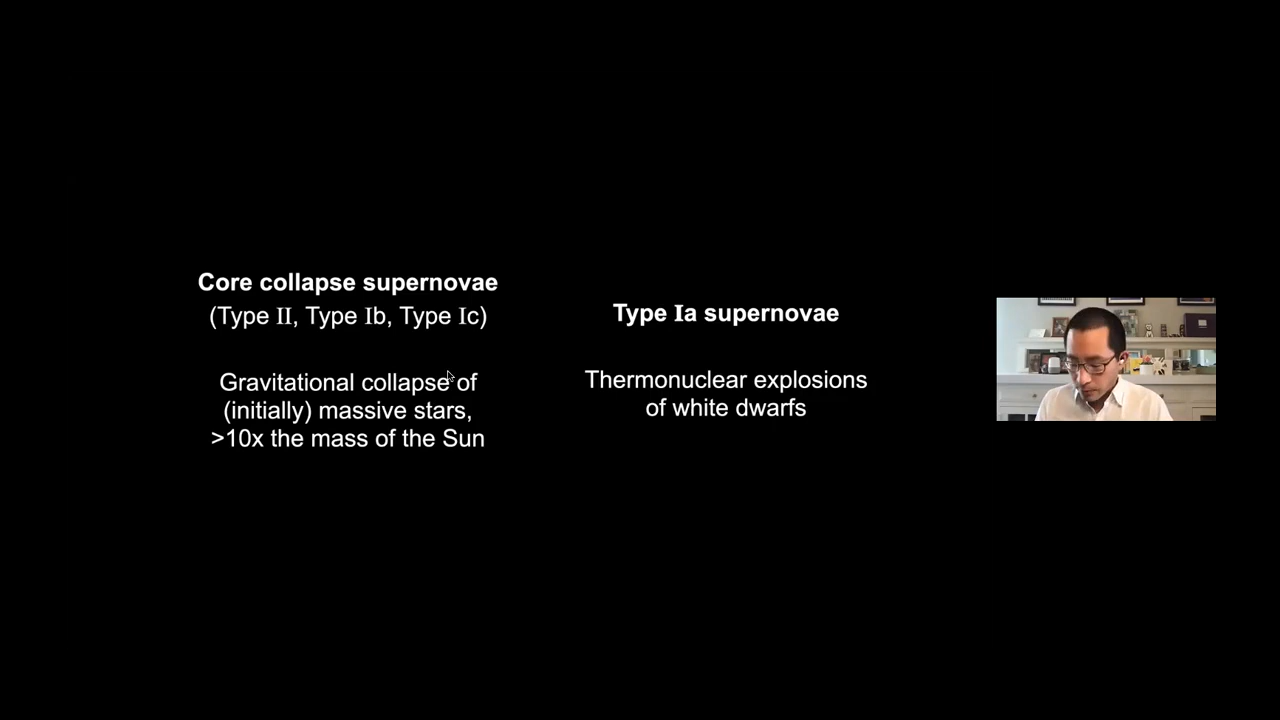 Core collapse supernovae
(Type II, Type Ib, Type Ic)
Gravitational collapse of
(initially) massive stars,
>10x the mass of the Sun
Type Ia supernovae
Thermonuclear explosions
of white dwarfs